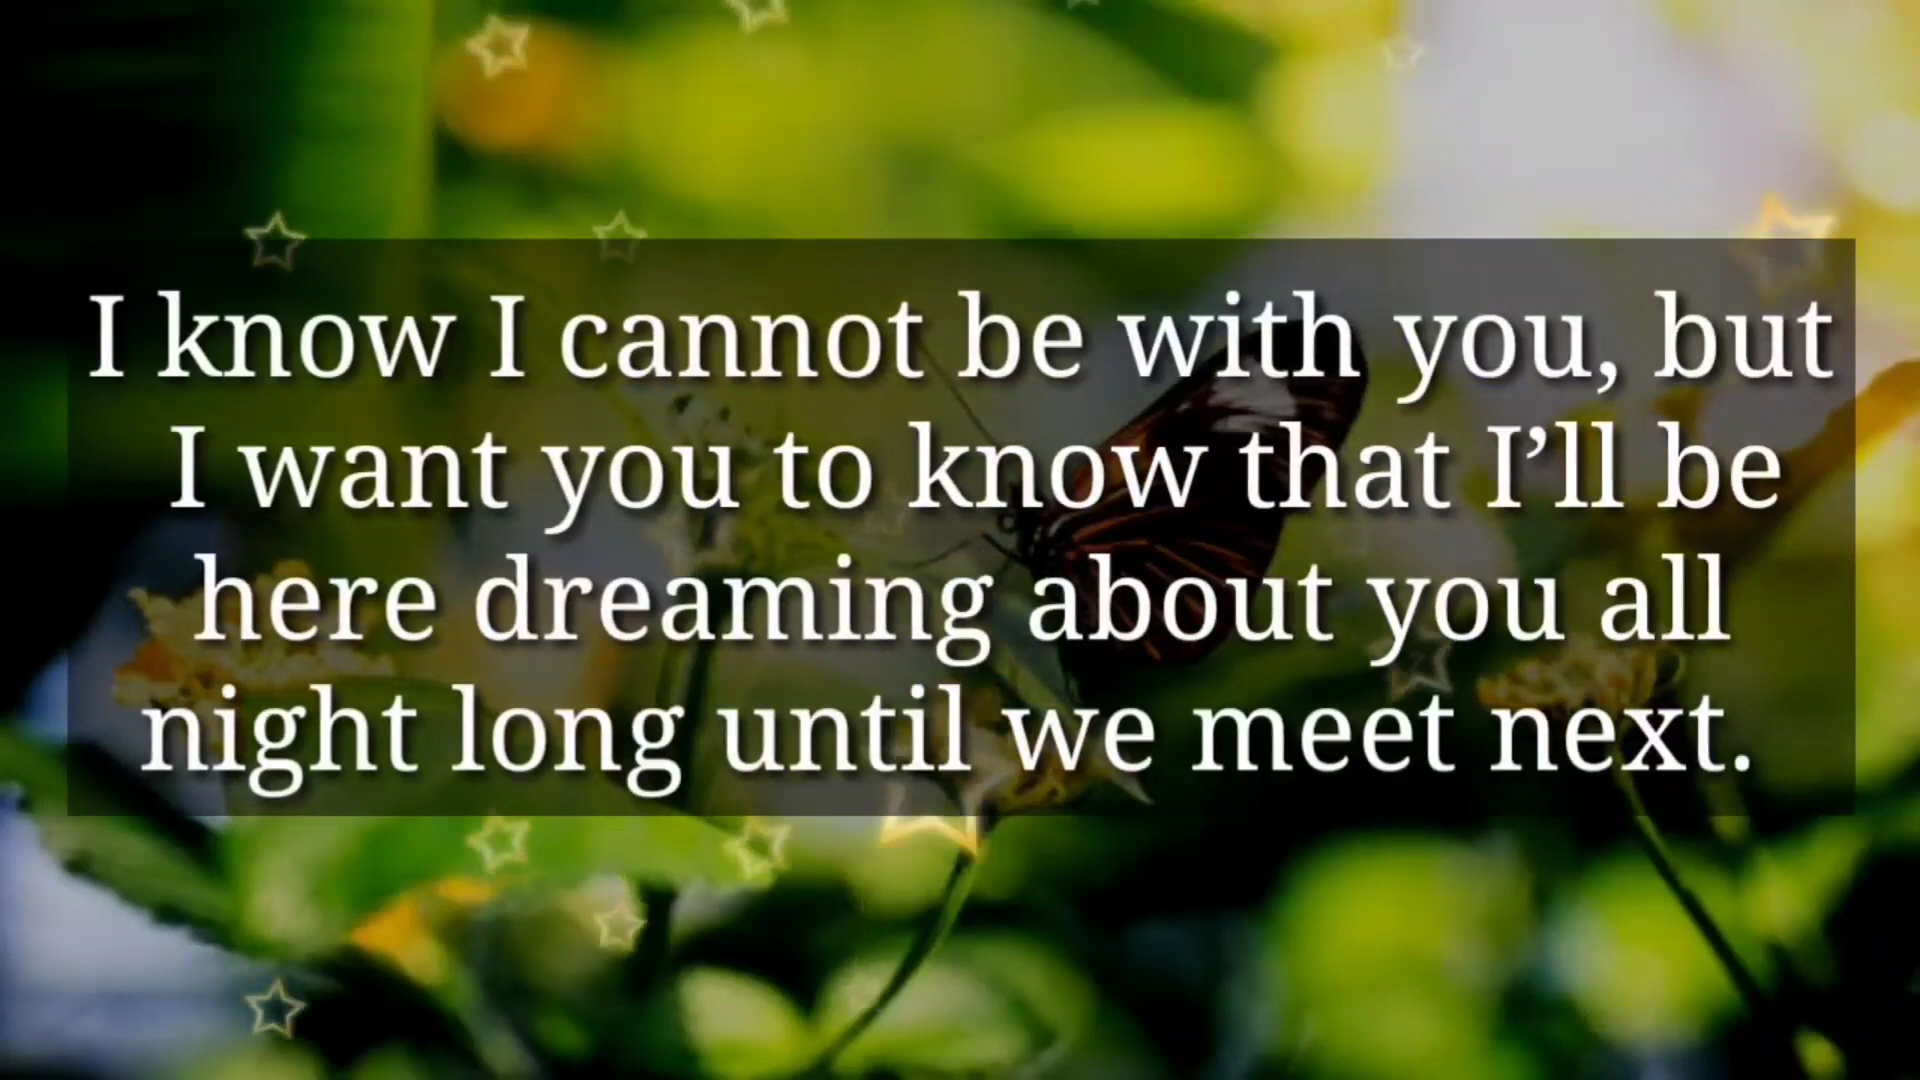 I know I cannot be with you, but
I want you to know that I’ll be
here dreaming about you all
night long until we meet next.